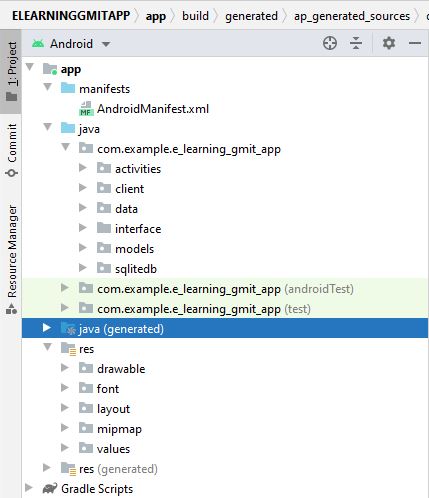 ELEARNINGGMITAPP app build generated ap_generated_sources
Android
1: Project
Commit
Resource Manager
app
manifests
MF AndroidManifest.xml
java
com.example.e_learning_gmit_app
activities
client
data
interface
models
sqlitedb
com.example.e_learning_gmit_app (androidTest)
com.example.e_learning_gmit_app (test)
java (generated)
res
drawable
font
layout
mipmap
values
res (generated)
Gradle Scripts